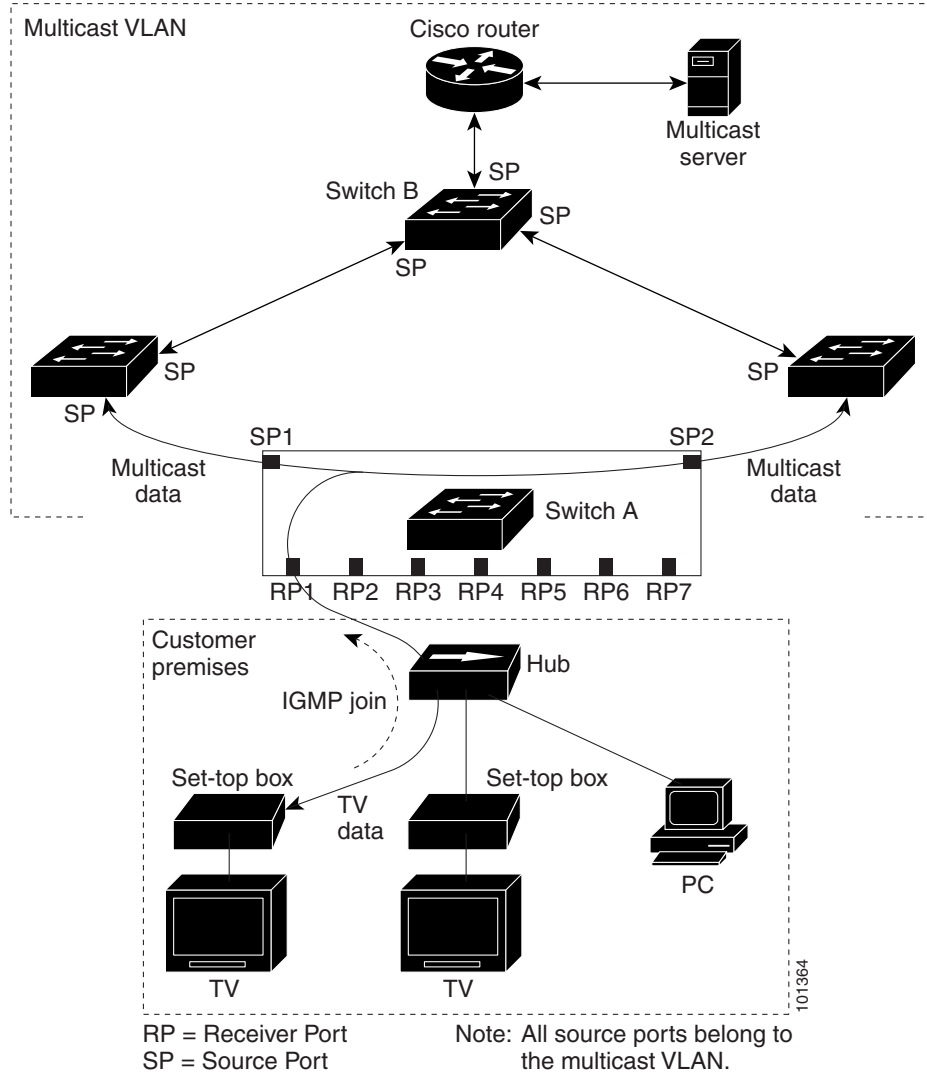 Multicast VLAN
Cisco router
Multicast
server
SP
Switch B
SP
SP
SP
SP
SP
SP1
SP2
Multicast
data
Multicast
data
Switch A
RP1
RP2
RP3
RP4
RP5
RP6
RP7
Customer
premises
Hub
IGMP join
Set-top box
Set-top box
TV
data
PC
TV
TV
101364
RP = Receiver Port
SP = Source Port
Note: All source ports belong to
the multicast VLAN.